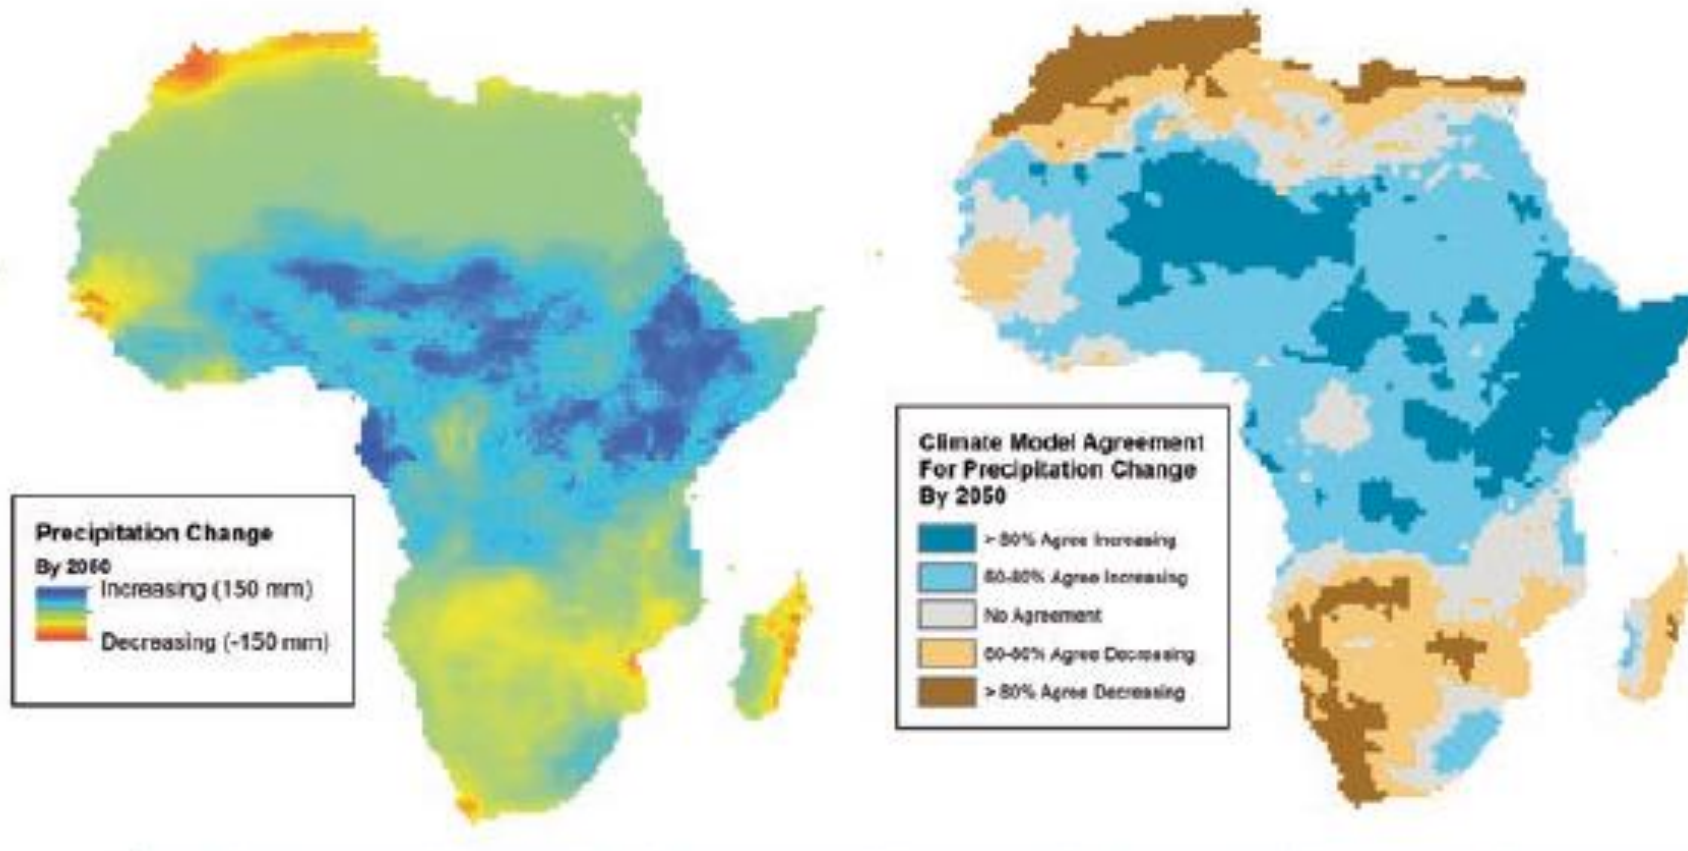 Precipitation Change
By 2050
Increasing (150 mm)
Decreasing (-150 mm)
Climate Model Agreement
For Precipitation Change
By 2050
> 80% Agree Increasing
60-80% Agree Increasing
No Agreement
60-80% Agree Decreasing
> 80% Agree Decreasing